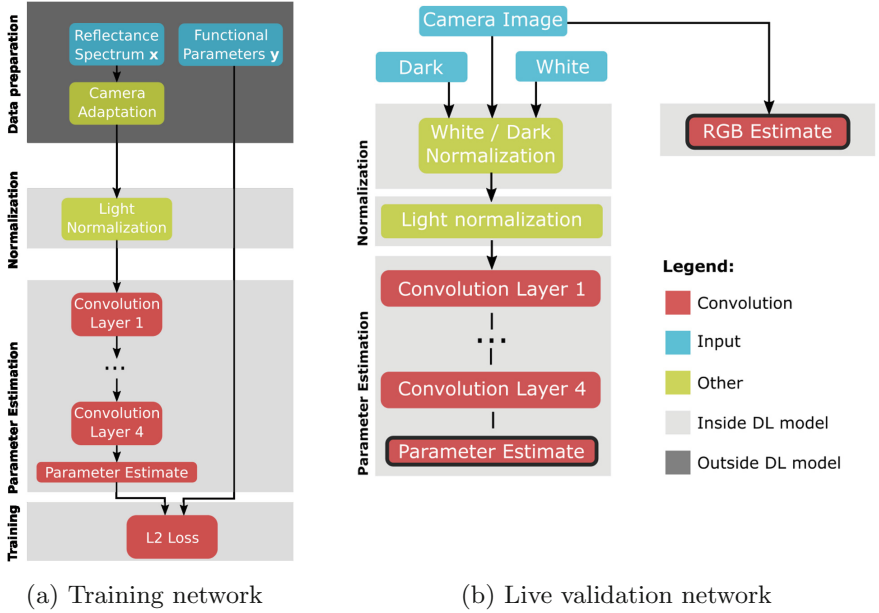 Data preparation
Reflectance
Spectrum x
Functional
Parameters y
Camera
Adaptation
Normalization
Light
Normalization
Parameter Estimation
Convolution
Layer 1
...
Convolution
Layer 4
Parameter Estimate
Training
L2 Loss
(a) Training network
Camera Image
Dark
White
Normalization
White / Dark
Normalization
Light normalization
Parameter Estimation
Convolution Layer 1
...
Convolution Layer 4
Parameter Estimate
RGB Estimate
Legend:
Convolution
Input
Other
Inside DL model
Outside DL model
(b) Live validation network